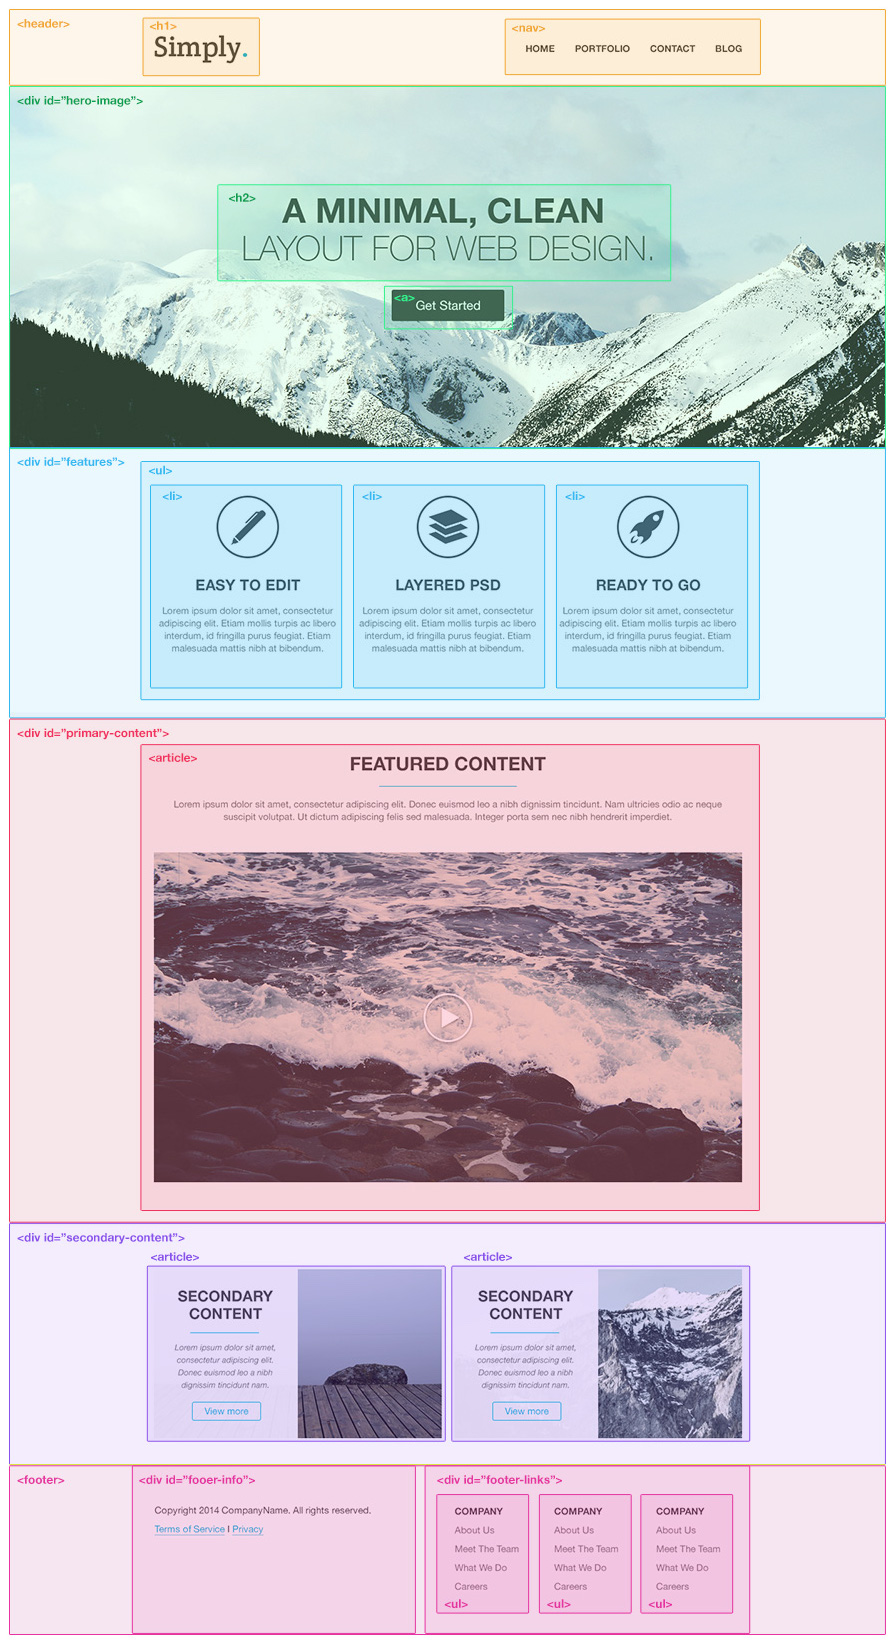 <header>
<h1>
Simply.
<nav>
HOME PORTFOLIO CONTACT BLOG
<div id="hero-image">
<h2>
A MINIMAL, CLEAN
LAYOUT FOR WEB DESIGN.
<a>
Get Started
<div id="features">
<ul>
<li>
EASY TO EDIT
Lorem ipsum dolor sit amet, consectetur
adipiscing elit. Etiam mollis turpis ac libero
interdum, id fringilla purus feugiat. Etiam
malesuada mattis nibh at bibendum.
<li>
LAYERED PSD
Lorem ipsum dolor sit amet, consectetur
adipiscing elit. Etiam mollis turpis ac libero
interdum, id fringilla purus feugiat. Etiam
malesuada mattis nibh at bibendum.
<li>
READY TO GO
Lorem ipsum dolor sit amet, consectetur
adipiscing elit. Etiam mollis turpis ac libero
interdum, id fringilla purus feugiat. Etiam
malesuada mattis nibh at bibendum.
<div id="primary-content">
<article>
FEATURED CONTENT
Lorem ipsum dolor sit amet, consectetur adipiscing elit. Donec euismod leo a nibh dignissim tincidunt. Nam ultricies odio ac neque
suscipit volutpat. Ut dictum adipiscing felis sed malesuada. Integer porta sem nec nibh hendrerit imperdiet.
<div id="secondary-content">
<article>
SECONDARY
CONTENT
Lorem ipsum dolor sit amet,
consectetur adipiscing elit.
Donec euismod leo a nibh
dignissim tincidunt nam.
View more
<article>
SECONDARY
CONTENT
Lorem ipsum dolor sit amet,
consectetur adipiscing elit.
Donec euismod leo a nibh
dignissim tincidunt nam.
View more
<footer>
<div id="fooer-info">
Copyright 2014 CompanyName. All rights reserved.
Terms of Service | Privacy
<div id="footer-links">
COMPANY
About Us
Meet The Team
What We Do
Careers
<ul>
COMPANY
About Us
Meet The Team
What We Do
Careers
<ul>
COMPANY
About Us
Meet The Team
What We Do
Careers
<ul>